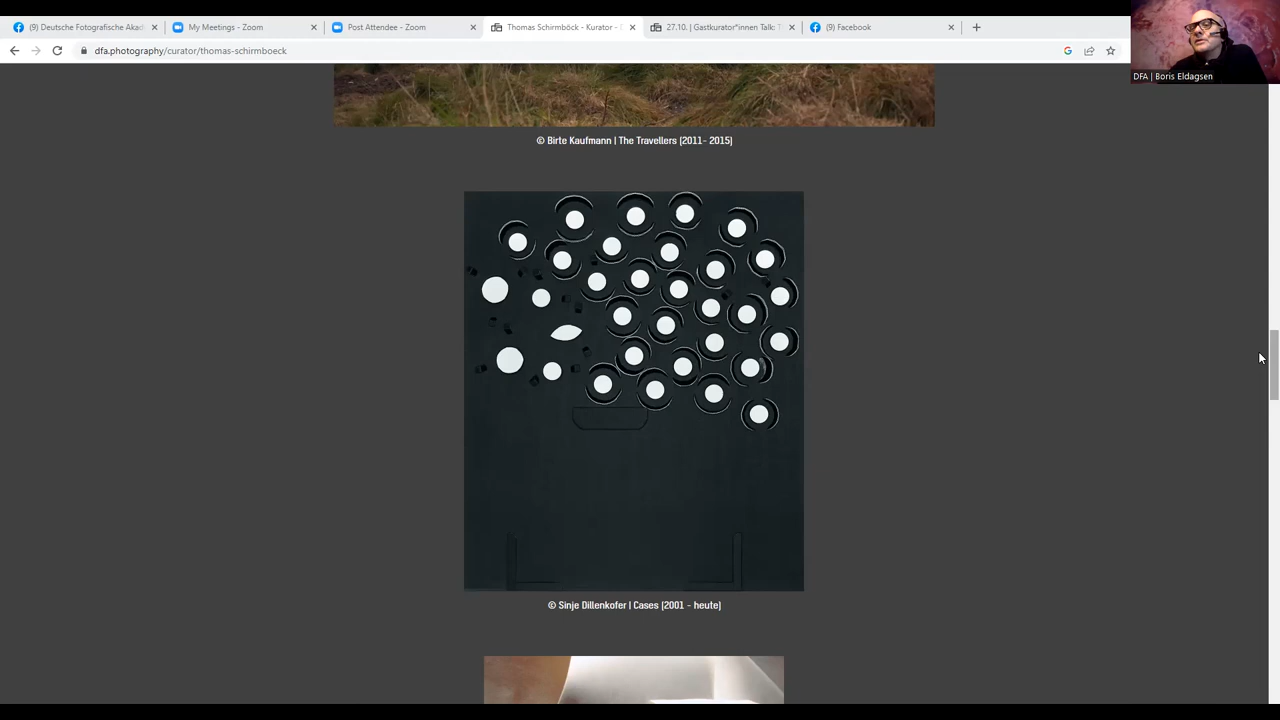 (9) Deutsche Fotografische Akad
My Meetings - Zoom
Post Attendee - Zoom
Thomas Schirmböck - Kurator - D
27.10. | Gastkurator*innen Talk: T
(9) Facebook
dfa.photography/curator/thomas-schirmboeck
DFA | Boris Eldagsen
© Birte Kaufmann | The Travellers (2011- 2015)
© Sinje Dillenkofer | Cases (2001 - heute)